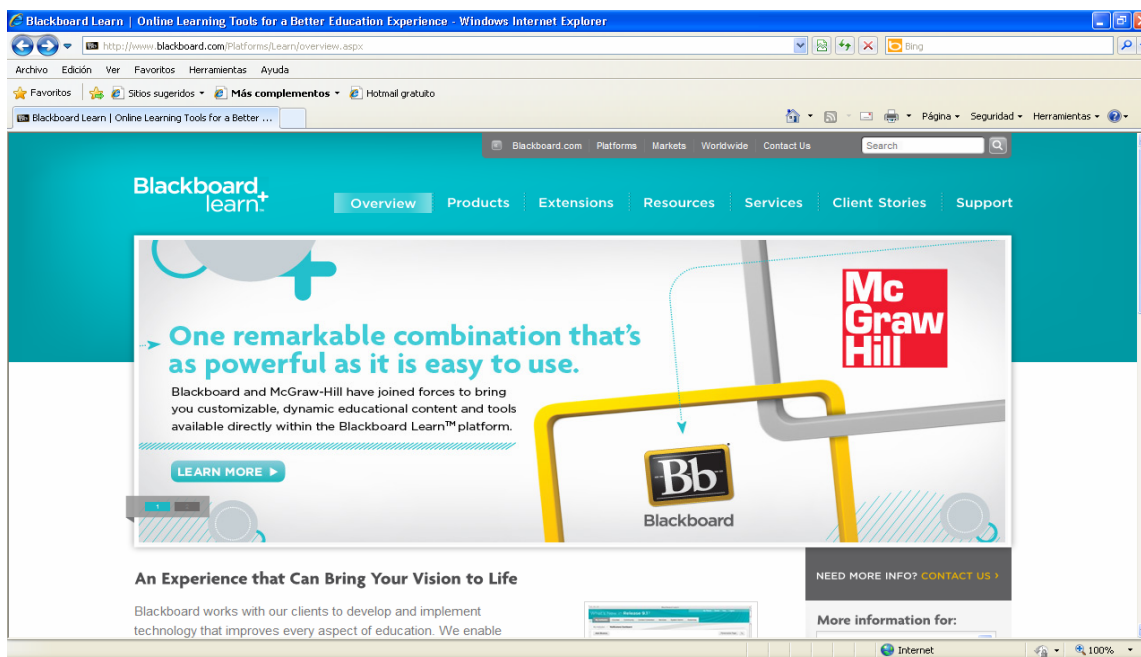 Blackboard Learn | Online Learning Tools for a Better Education Experience - Windows Internet Explorer
http://www.blackboard.com/Platforms/Learn/overview.aspx
Bing
Archivo Edición Ver Favoritos Herramientas Ayuda
Favoritos Sitios sugeridos Más complementos Hotmail gratuito
Blackboard Learn | Online Learning Tools for a Better ... Página Seguridad Herramientas
Blackboard.com Platforms Markets Worldwide Contact Us Search
Blackboard
learn+™
Overview Products Extensions Resources Services Client Stories Support
Mc
Graw
Hill
One remarkable combination that's
as powerful as it is easy to use.
Blackboard and McGraw-Hill have joined forces to bring
you customizable, dynamic educational content and tools
available directly within the Blackboard Learn™ platform.
LEARN MORE
1
Bb
Blackboard
An Experience that Can Bring Your Vision to Life
NEED MORE INFO? CONTACT US ›
Blackboard works with our clients to develop and implement
technology that improves every aspect of education. We enable
More information for:
Internet 100%